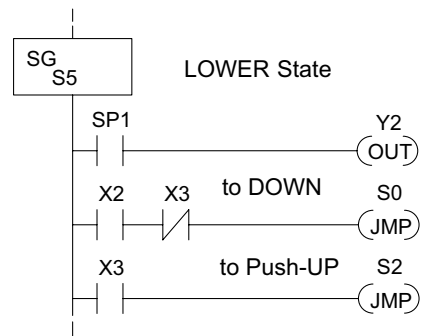 SG
S5
LOWER State
SP1 Y2
OUT
X2 X3 to DOWN S0
JMP
X3 to Push-UP S2
JMP